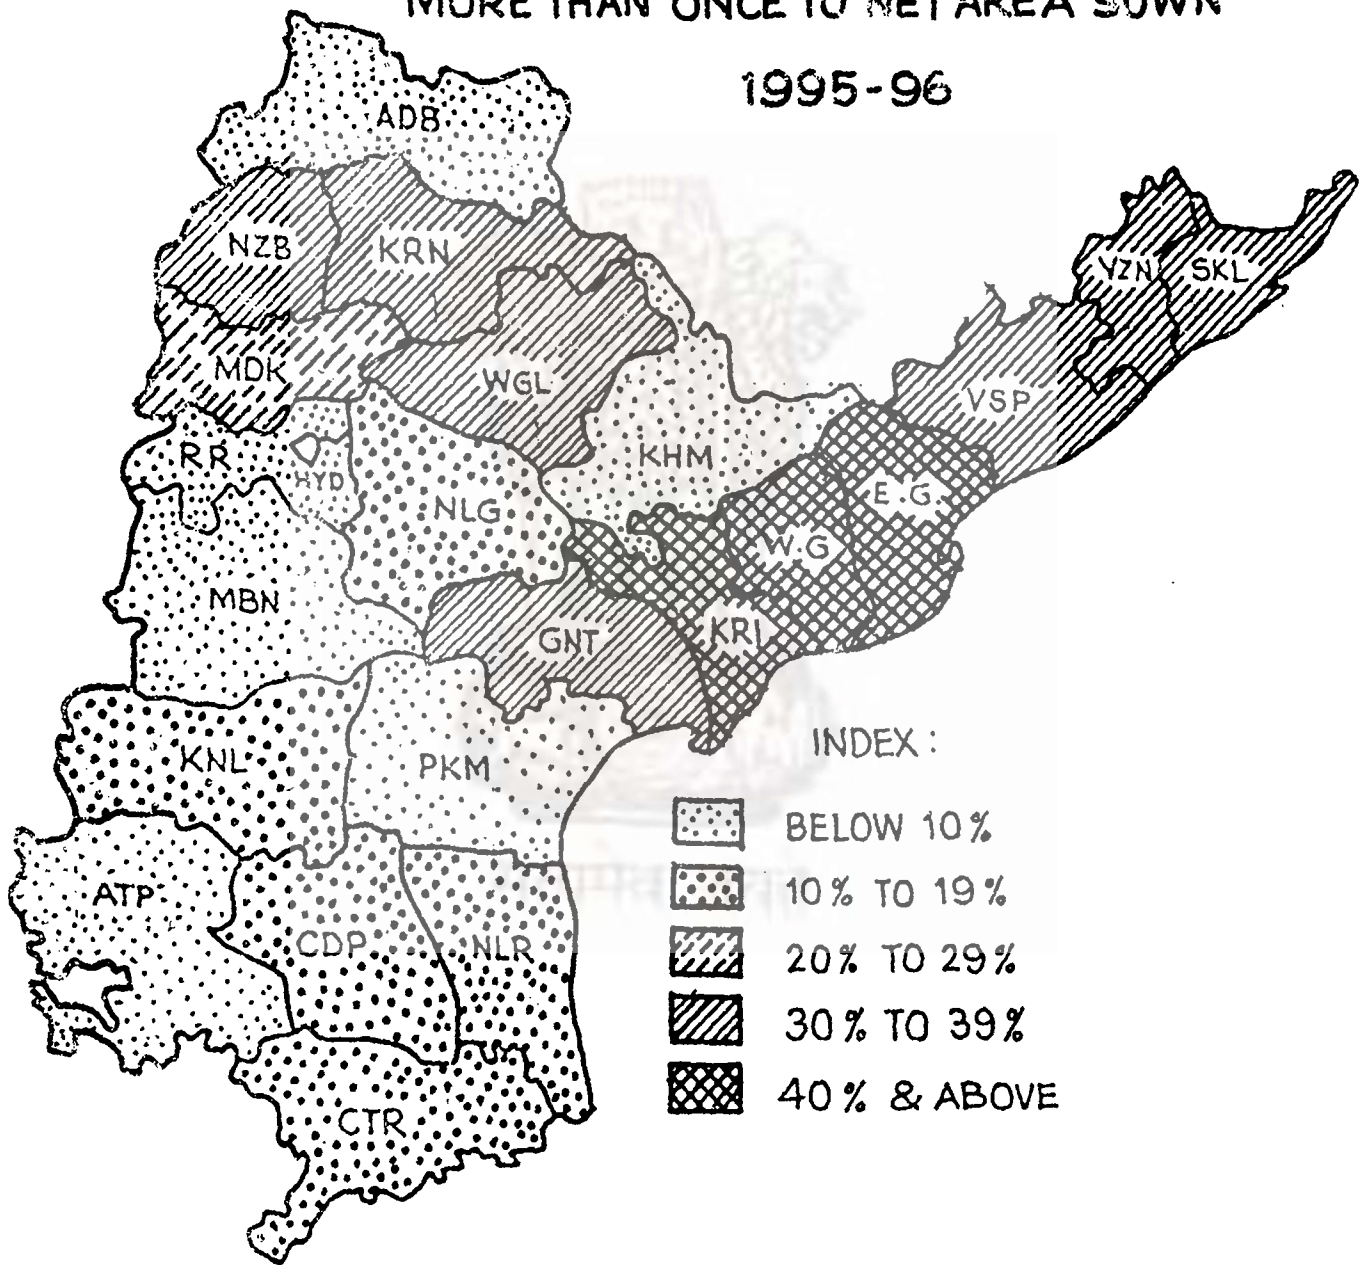 MORE THAN ONCE TO NET AREA SOWN
1995-96
ADB
NZB
KRN
VZN
SKL
MDK
WGL
VSP
RR
HYD
KHM
NLG
E.G.
W.G
MBN
GNT
KRI
KNL
PKM
INDEX:
BELOW 10%
10% TO 19%
20% TO 29%
30% TO 39%
40% & ABOVE
ATP
CDP
NLR
CTR